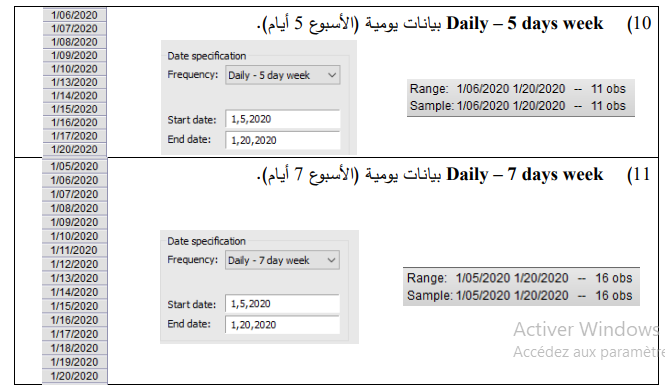 10) Daily – 5 days week بيانات يومية (الأسبوع 5 أيام).
1/06/2020
1/07/2020
1/08/2020
1/09/2020
1/10/2020
1/13/2020
1/14/2020
1/15/2020
1/16/2020
1/17/2020
1/20/2020
Date specification
Frequency: Daily - 5 day week
Start date: 1,5,2020
End date: 1,20,2020
Range: 1/06/2020 1/20/2020 -- 11 obs
Sample: 1/06/2020 1/20/2020 -- 11 obs
11) Daily – 7 days week بيانات يومية (الأسبوع 7 أيام).
1/05/2020
1/06/2020
1/07/2020
1/08/2020
1/09/2020
1/10/2020
1/11/2020
1/12/2020
1/13/2020
1/14/2020
1/15/2020
1/16/2020
1/17/2020
1/18/2020
1/19/2020
1/20/2020
Date specification
Frequency: Daily - 7 day week
Start date: 1,5,2020
End date: 1,20,2020
Range: 1/05/2020 1/20/2020 -- 16 obs
Sample: 1/05/2020 1/20/2020 -- 16 obs
Activer Windows
Accédez aux paramètre